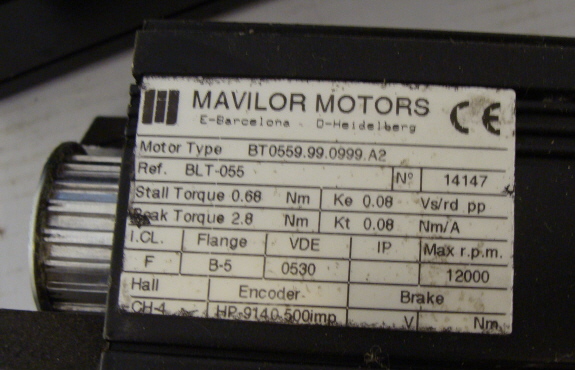 MAVILOR MOTORS
E-Barcelona - D-Heidelberg
CE
Motor Type BT0559.99.0999.A2
Ref. BLT-055 Nº 14147
Stall Torque 0.68 Nm Ke 0.08 Vs/rd pp
Peak Torque 2.8 Nm Kt 0.08 Nm/A
I.CL. Flange VDE IP Max r.p.m.
F B-5 0530 12000
Hall Encoder Brake
CH-4 HP-9140-500imp V Nm